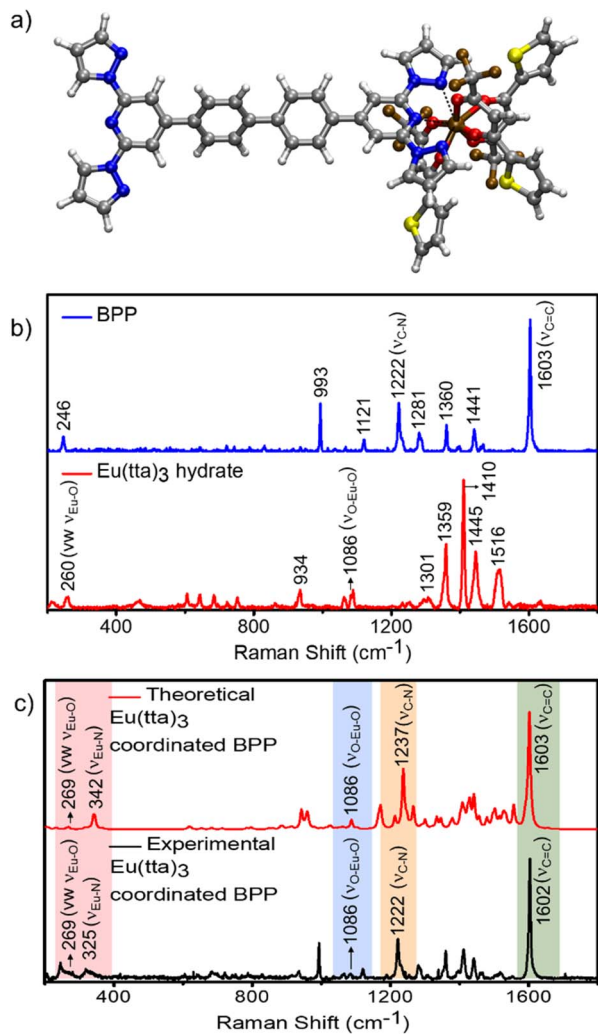 a)
b)
BPP
246
993
1121
1222 (νC-N)
1281
1360
1441
1603 (νC=C)
Eu(tta)3 hydrate
260 (vw νEu-O)
934
1086 (νO-Eu-O)
1301
1359
1410
1445
1516
400 800 1200 1600
Raman Shift (cm-1)
c)
Theoretical
Eu(tta)3
coordinated BPP
269 (vw νEu-O)
342 (νEu-N)
1086 (νO-Eu-O)
1237(νC-N)
1603 (νC=C)
Experimental
Eu(tta)3
coordinated BPP
269 (vw νEu-O)
325 (νEu-N)
1086 (νO-Eu-O)
1222 (νC-N)
1602(νC=C)
400 800 1200 1600
Raman Shift (cm-1)